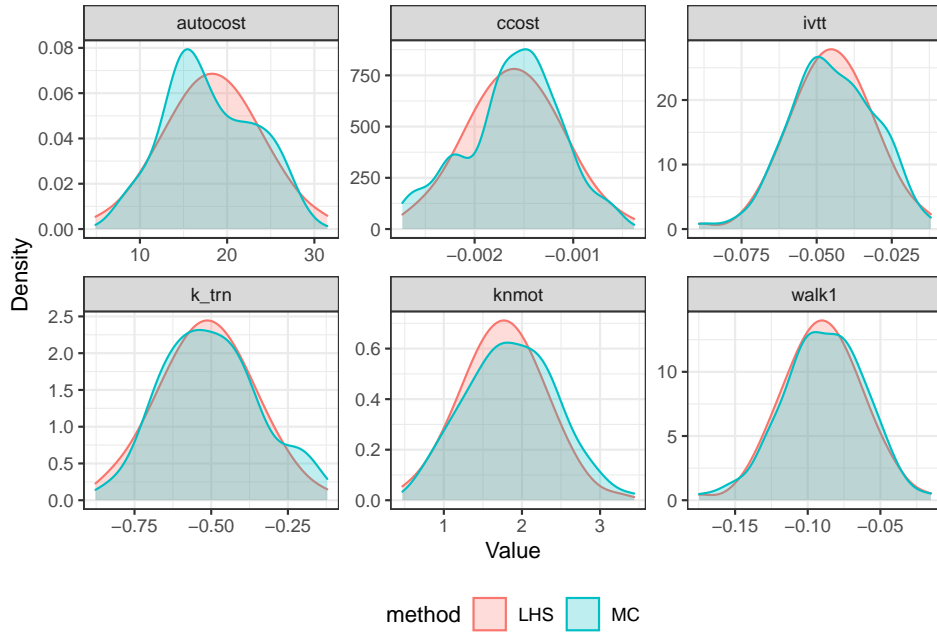 autocost ccost ivtt
0.08 0.06 0.04 0.02 0.00
750 500 250 0
20 10 0
10 20 30
−0.002 −0.001
−0.075 −0.050 −0.025
Density
k_trn knmot walk1
2.5 2.0 1.5 1.0 0.5 0.0
0.6 0.4 0.2 0.0
10 5 0
−0.75 −0.50 −0.25
1 2 3
−0.15 −0.10 −0.05
Value
method LHS MC